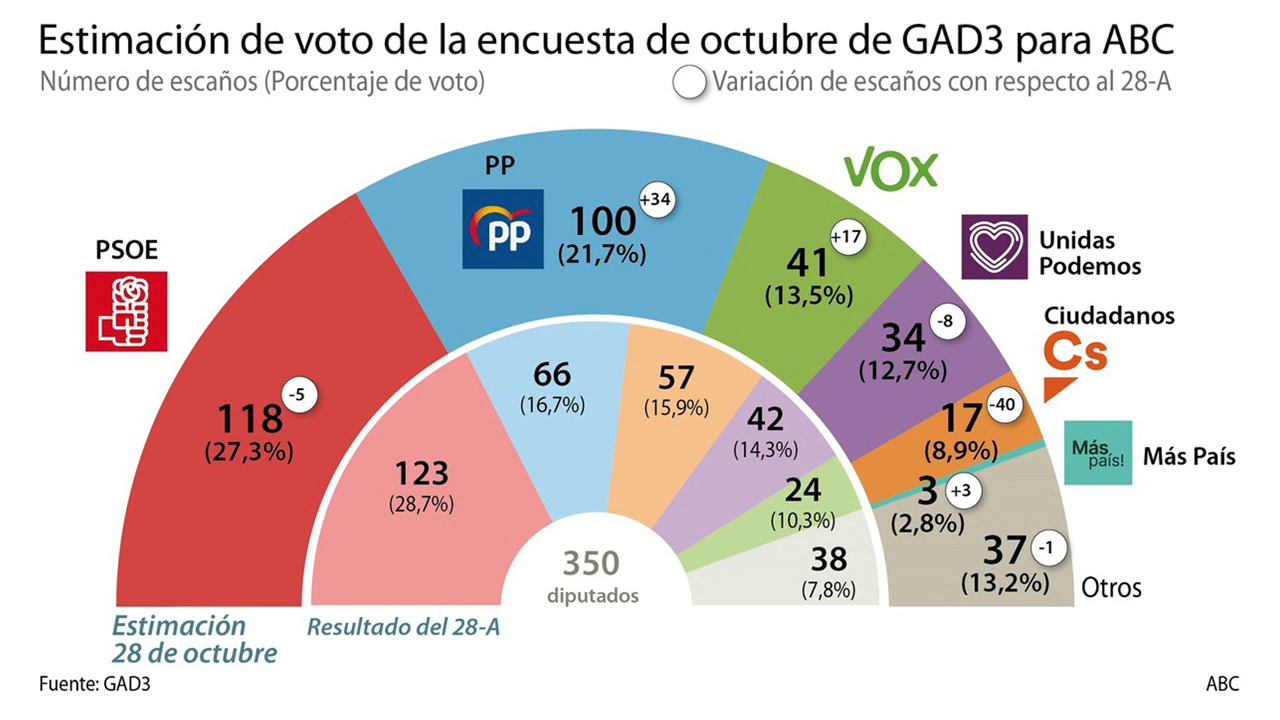 Estimación de voto de la encuesta de octubre de GAD3 para ABC
Número de escaños (Porcentaje de voto)
Variación de escaños con respecto al 28-A
PSOE
118
-5
(27,3%)
PP
pp
100
+34
(21,7%)
VOX
41
+17
(13,5%)
Unidas
Podemos
34
-8
(12,7%)
Ciudadanos
Cs
17
-40
(8,9%)
Más
país!
Más País
3
+3
(2,8%)
37
-1
(13,2%)
Otros
123
(28,7%)
66
(16,7%)
57
(15,9%)
42
(14,3%)
24
(10,3%)
38
(7,8%)
350
diputados
Estimación
28 de octubre
Resultado del 28-A
Fuente: GAD3
ABC